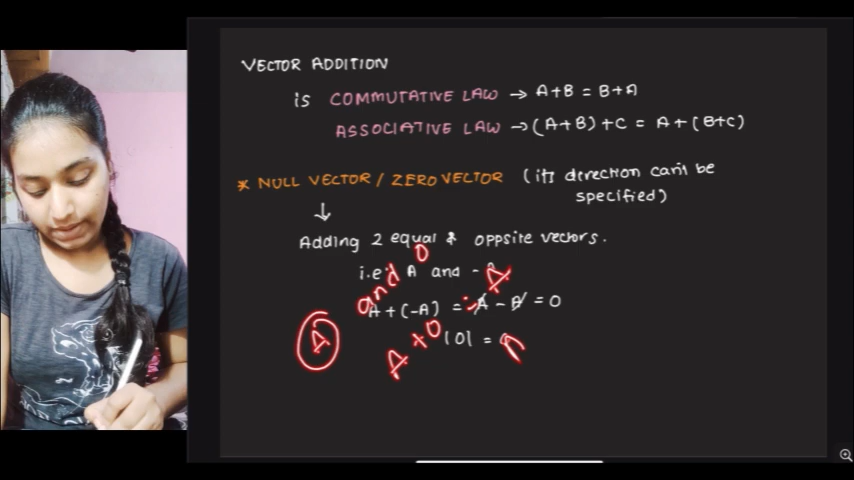 VECTOR ADDITION
is COMMUTATIVE LAW → A+B = B+A
ASSOCIATIVE LAW → (A+B)+C = A+(B+C)
* NULL VECTOR / ZERO VECTOR (its direction can't be
specified)
↓
Adding 2 equal & opposite vectors.
i.e A and - A
A+(-A) = A - A = 0
|0| =
A and 0
A
A + 0